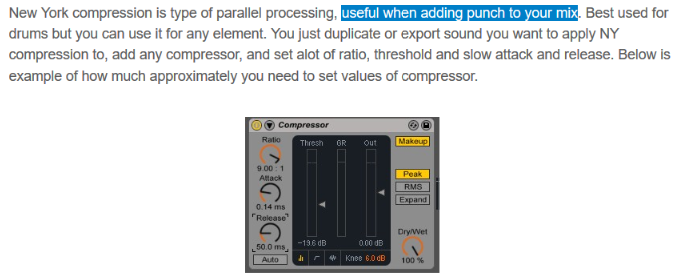 New York compression is type of parallel processing, useful when adding punch to your mix. Best used for
drums but you can use it for any element. You just duplicate or export sound you want to apply NY
compression to, add any compressor, and set alot of ratio, threshold and slow attack and release. Below is
example of how much approximately you need to set values of compressor.
Compressor
Ratio
9.00 : 1
Attack
0.14 ms
Release
50.0 ms
Auto
Thresh GR Out
-19.6 dB 0.00 dB
Knee 6.0 dB
Makeup
Peak
RMS
Expand
Dry/Wet
100 %